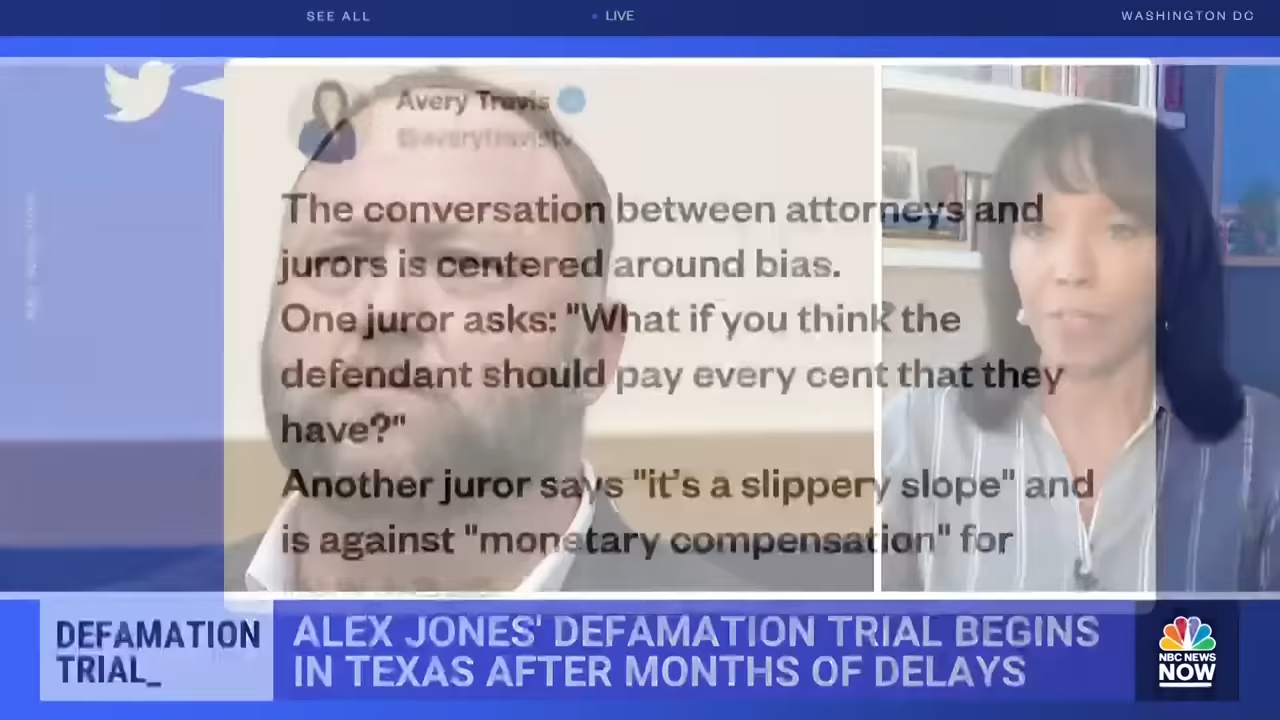 SEE ALL
LIVE
WASHINGTON DC
Avery Travis
@averytravistv
The conversation between attorneys and
jurors is centered around bias.
One juror asks: "What if you think the
defendant should pay every cent that they
have?"
Another juror says "it's a slippery slope" and
is against "monetary compensation" for
DEFAMATION
TRIAL_
ALEX JONES' DEFAMATION TRIAL BEGINS
IN TEXAS AFTER MONTHS OF DELAYS
NBC NEWS
NOW